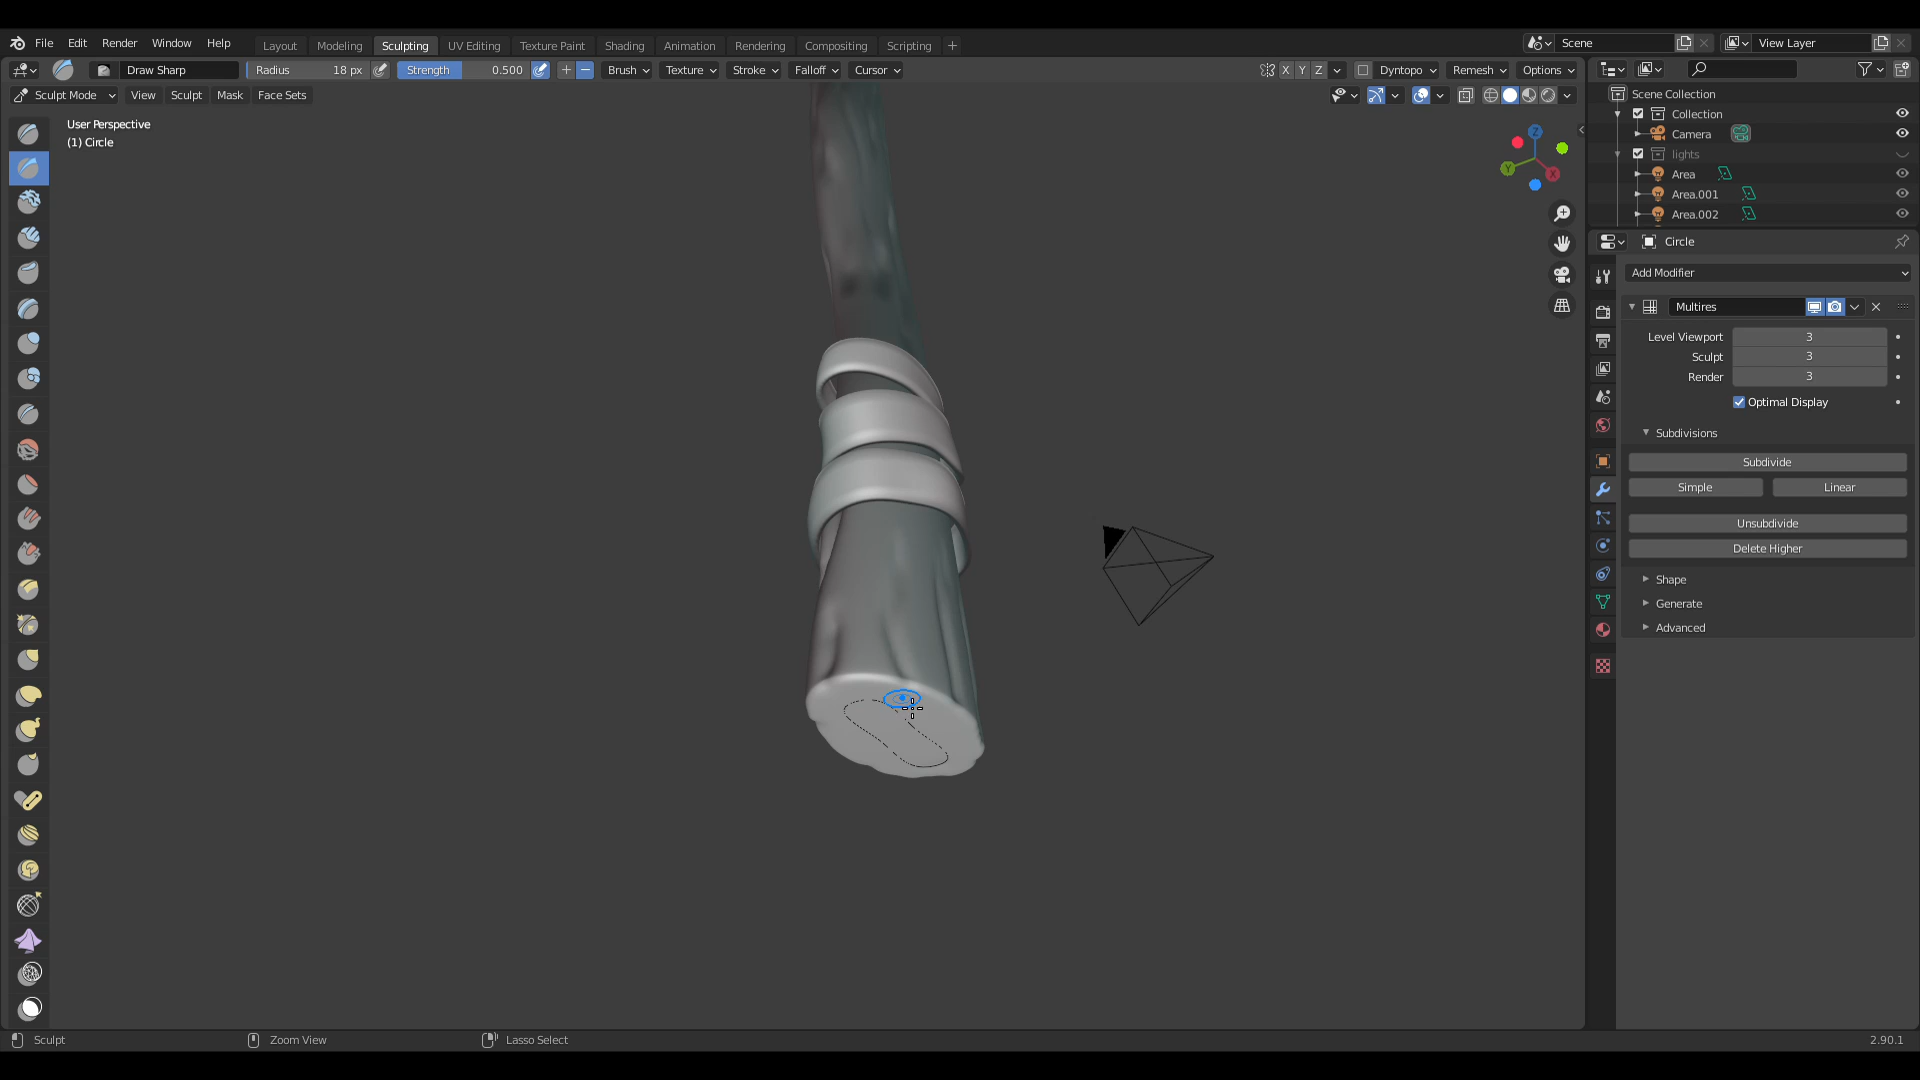 File Edit Render Window Help Layout Modeling Sculpting UV Editing Texture Paint Shading Animation Rendering Compositing Scripting + Scene View Layer
Draw Sharp Radius 18 px Strength 0.500 + − Brush Texture Stroke Falloff Cursor X Y Z Dyntopo Remesh Options
Sculpt Mode View Sculpt Mask Face Sets
User Perspective
(1) Circle
Z
Y
X
Scene Collection
Collection
Camera
lights
Area
Area.001
Area.002
Circle
Add Modifier
Multires
Level Viewport 3
Sculpt 3
Render 3
Optimal Display
Subdivisions
Subdivide
Simple Linear
Unsubdivide
Delete Higher
Shape
Generate
Advanced
Sculpt Zoom View Lasso Select 2.90.1